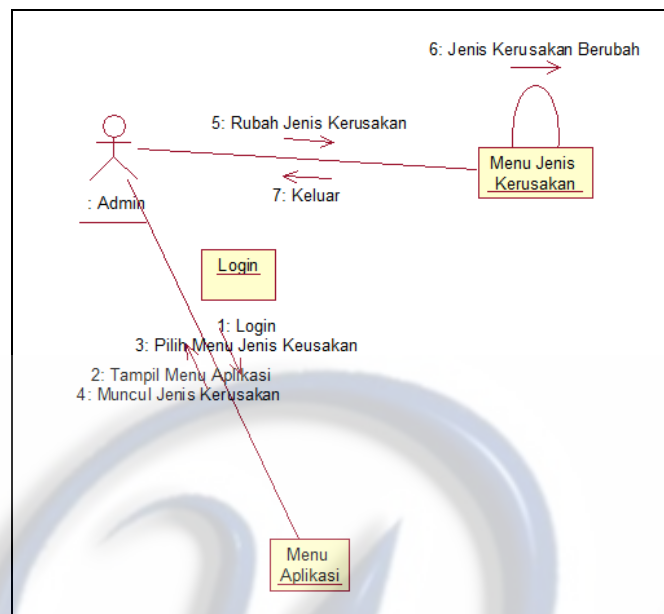 6: Jenis Kerusakan Berubah
5: Rubah Jenis Kerusakan
Menu Jenis
Kerusakan
7: Keluar
: Admin
Login
1: Login
3: Pilih Menu Jenis Keusakan
2: Tampil Menu Aplikasi
4: Muncul Jenis Kerusakan
Menu
Aplikasi